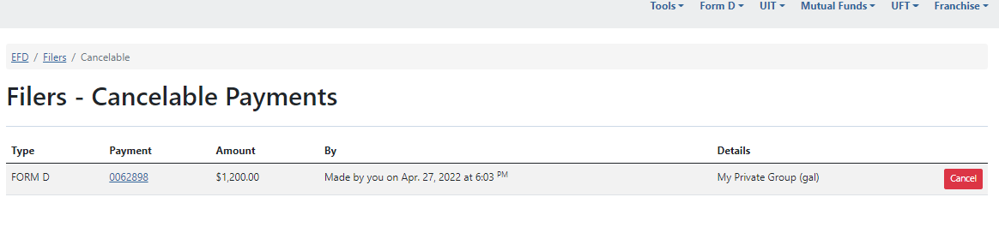 Tools Form D UIT Mutual Funds UFT Franchise
EFD / Filers / Cancelable
Filers - Cancelable Payments
Type Payment Amount By Details
FORM D 0062898 $1,200.00 Made by you on Apr. 27, 2022 at 6:03 PM My Private Group (gal) Cancel